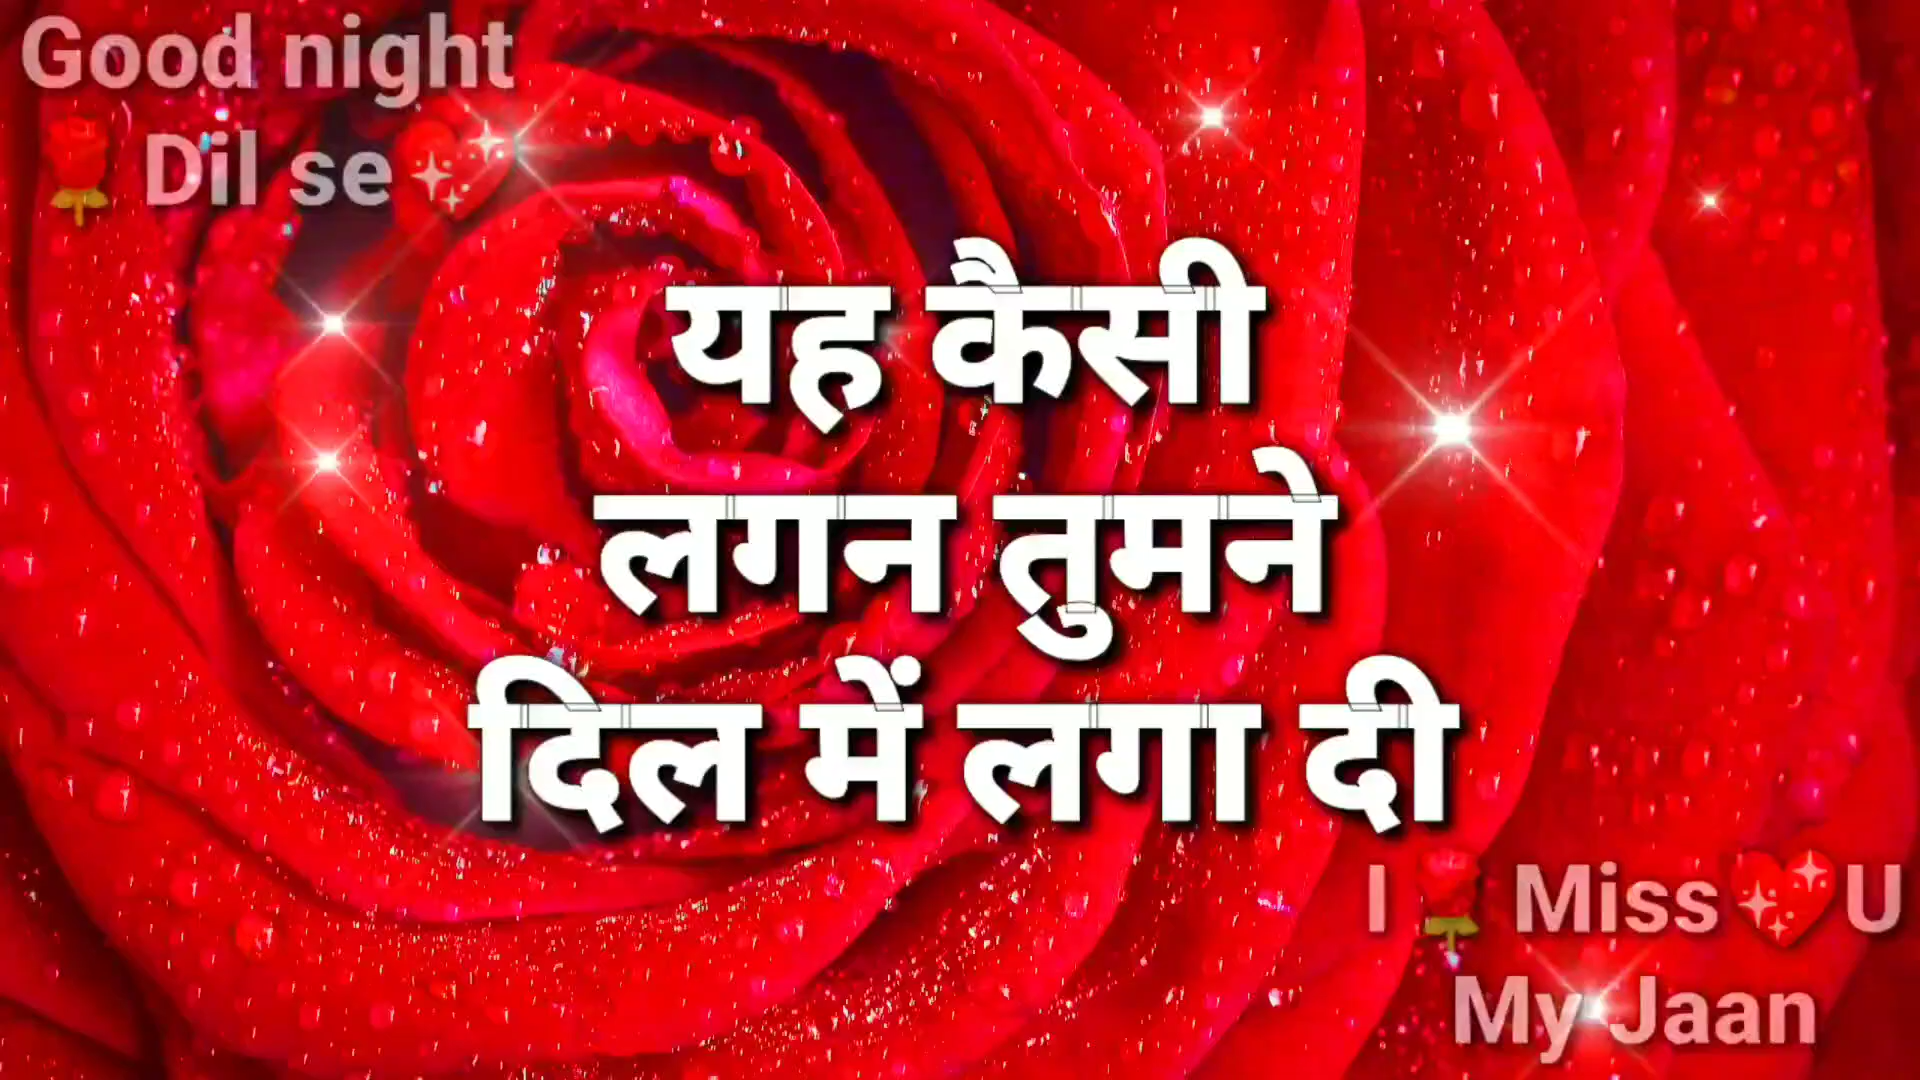 Good night
🌹 Dil se 💖
यह कैसी
लगन तुमने
दिल में लगा दी
I 🌹 Miss 💖 U
My Jaan